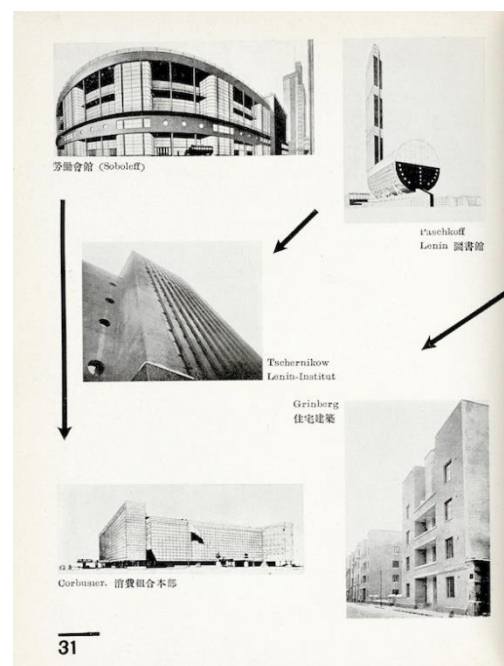 労働會館 (Soboleff)
Paschkoff
Lenin 圖書館
Tschernikow
Lenin-Institut
Grinberg
住宅建築
Corbusier. 消費組合本部
31